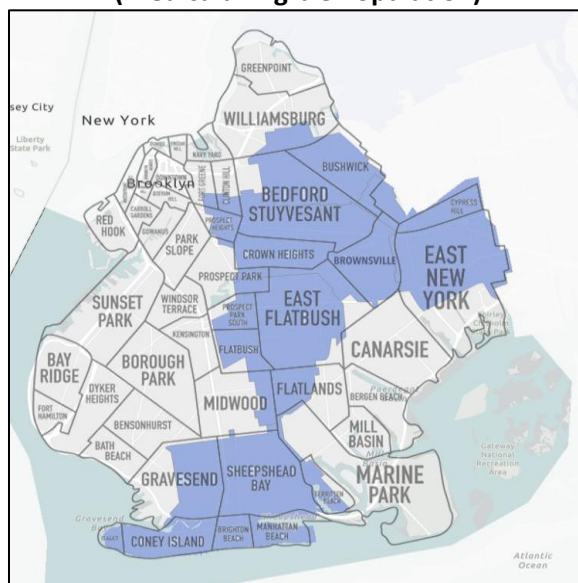 GREENPOINT
sey City
New York
WILLIAMSBURG
Liberty
State Park
NAVY YARD
BUSHWICK
Brooklyn
CLINTON HILL
BEDFORD
STUYVESANT
CYPRESS
HILLS
CARROLL
GARDENS
RED
HOOK
GOWANUS
PROSPECT
HEIGHTS
PARK
SLOPE
CROWN HEIGHTS
BROWNSVILLE
EAST
NEW
YORK
PROSPECT PARK
SUNSET
PARK
WINDSOR
TERRACE
PROSPECT
PARK
SOUTH
EAST
FLATBUSH
KENSINGTON
FLATBUSH
CANARSIE
BAY
RIDGE
BOROUGH
PARK
DYKER
HEIGHTS
MIDWOOD
FLATLANDS
BERGEN BEACH
FORT
HAMILTON
BENSONHURST
MILL
BASIN
BATH
BEACH
Gateway
National
Recreation
Area
GRAVESEND
SHEEPSHEAD
BAY
MARINE
PARK
CONEY ISLAND
BRIGHTON
BEACH
MANHATTAN
BEACH
Atlantic
Ocean